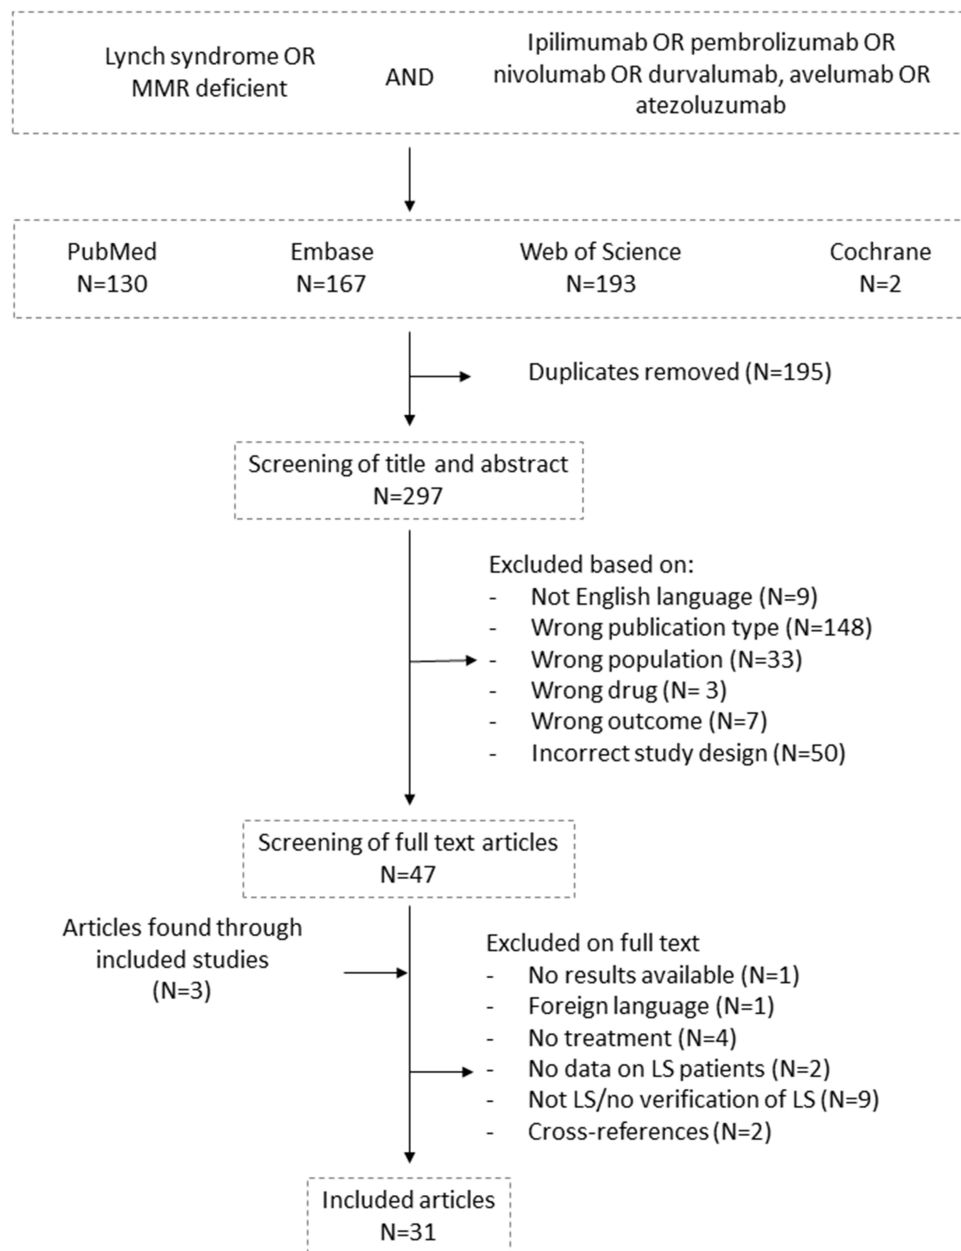 Lynch syndrome OR
MMR deficient
AND
Ipilimumab OR pembrolizumab OR
nivolumab OR durvalumab, avelumab OR
atezoluzumab
PubMed
N=130
Embase
N=167
Web of Science
N=193
Cochrane
N=2
Duplicates removed (N=195)
Screening of title and abstract
N=297
Excluded based on:
- Not English language (N=9)
- Wrong publication type (N=148)
- Wrong population (N=33)
- Wrong drug (N= 3)
- Wrong outcome (N=7)
- Incorrect study design (N=50)
Screening of full text articles
N=47
Articles found through
included studies
(N=3)
Excluded on full text
- No results available (N=1)
- Foreign language (N=1)
- No treatment (N=4)
- No data on LS patients (N=2)
- Not LS/no verification of LS (N=9)
- Cross-references (N=2)
Included articles
N=31